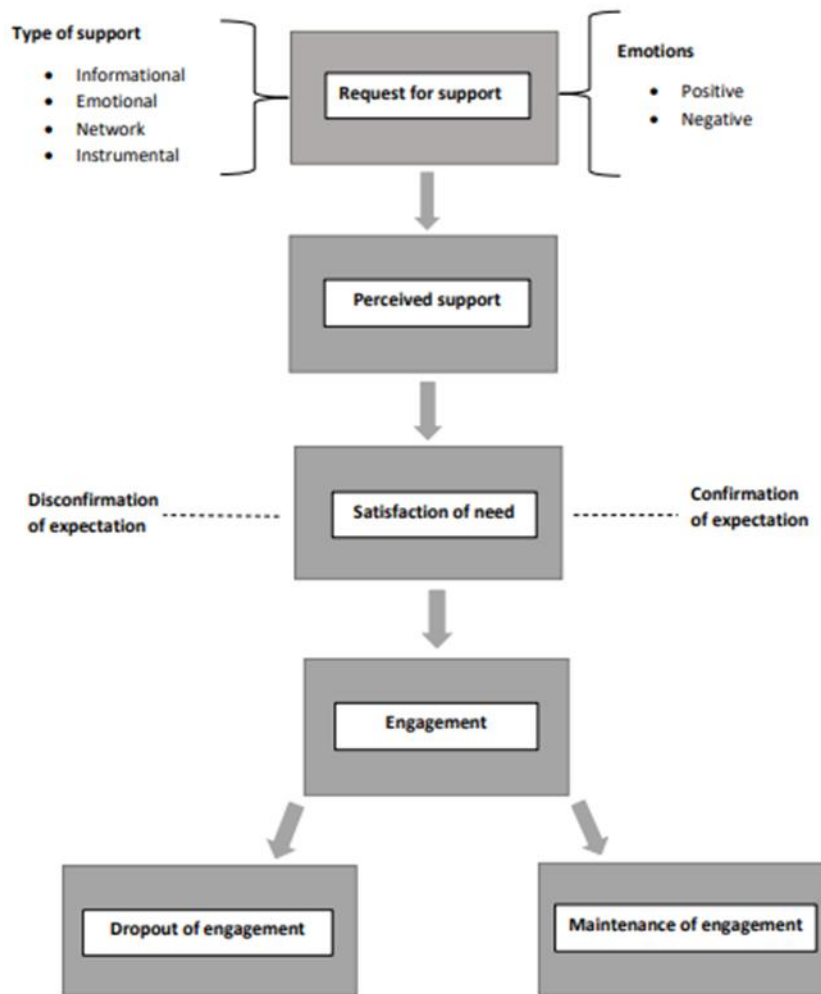 Type of support
• Informational
• Emotional
• Network
• Instrumental
Request for support
Emotions
• Positive
• Negative
Perceived support
Disconfirmation
of expectation
Satisfaction of need
Confirmation
of expectation
Engagement
Dropout of engagement
Maintenance of engagement